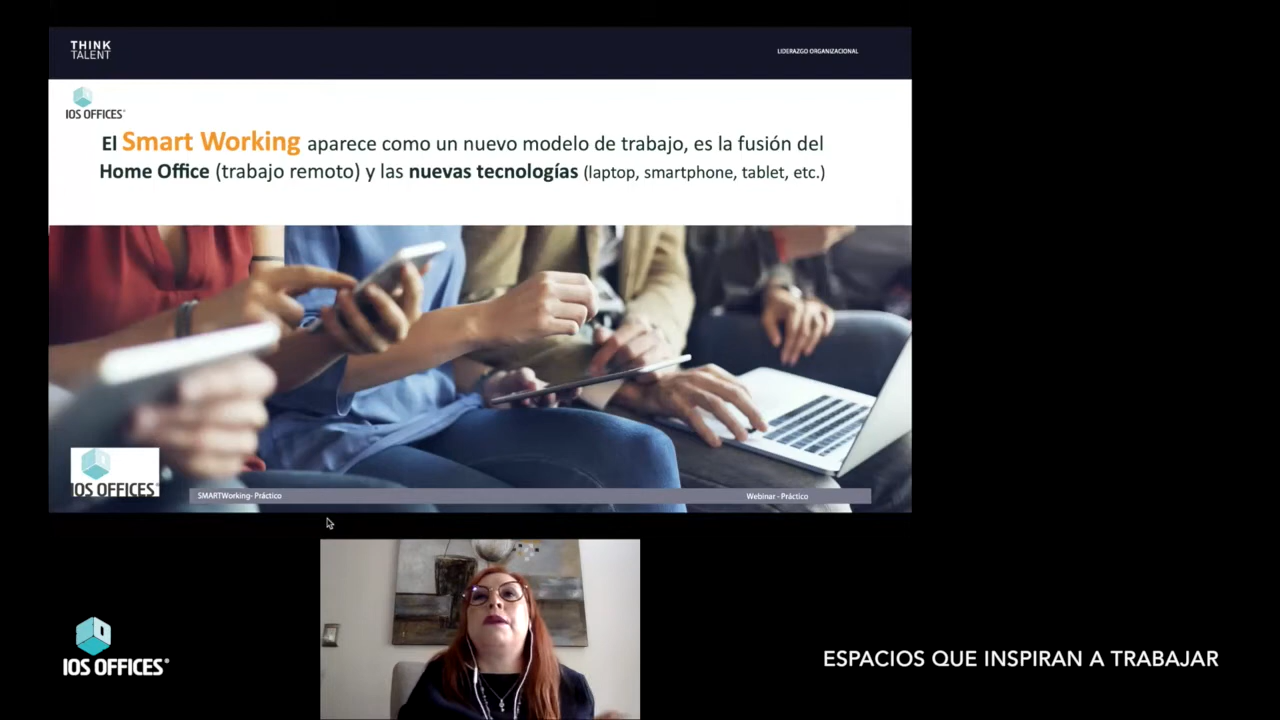 THINK
TALENT
LIDERAZGO ORGANIZACIONAL
IOS OFFICES®
El Smart Working aparece como un nuevo modelo de trabajo, es la fusión del
Home Office (trabajo remoto) y las nuevas tecnologías (laptop, smartphone, tablet, etc.)
IOS OFFICES®
SMARTWorking- Práctico
Webinar - Práctico
IOS OFFICES®
ESPACIOS QUE INSPIRAN A TRABAJAR